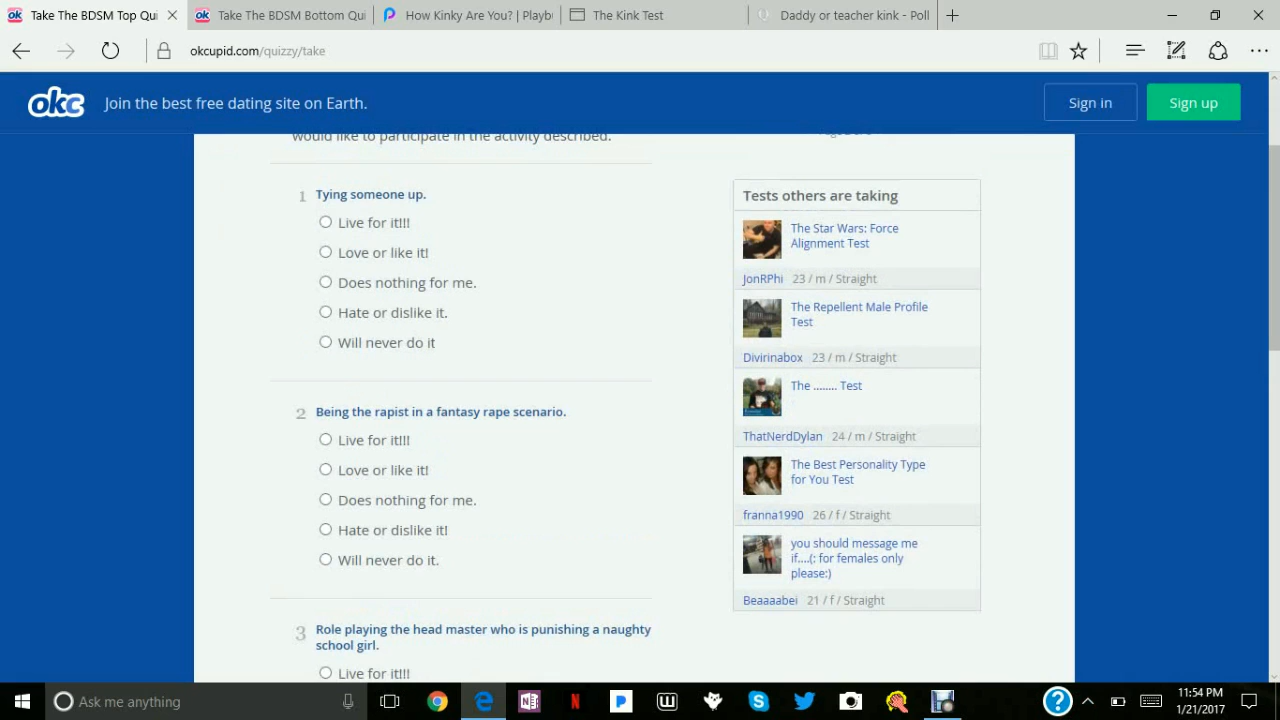 Take The BDSM Top Qui
Take The BDSM Bottom Qui
How Kinky Are You? | Playb
The Kink Test
Daddy or teacher kink - Poll
okcupid.com/quizzy/take
okc
Join the best free dating site on Earth.
Sign in
Sign up
would like to participate in the activity described.
1 Tying someone up.
Live for it!!!
Love or like it!
Does nothing for me.
Hate or dislike it.
Will never do it
2 Being the rapist in a fantasy rape scenario.
Live for it!!!
Love or like it!
Does nothing for me.
Hate or dislike it!
Will never do it.
3 Role playing the head master who is punishing a naughty
school girl.
Live for it!!!
Tests others are taking
The Star Wars: Force
Alignment Test
JonRPhi 23 / m / Straight
The Repellent Male Profile
Test
Divirinabox 23 / m / Straight
The ........ Test
ThatNerdDylan 24 / m / Straight
The Best Personality Type
for You Test
franna1990 26 / f / Straight
you should message me
if....(: for females only
please:)
Beaaaabei 21 / f / Straight
Ask me anything
11:54 PM
1/21/2017